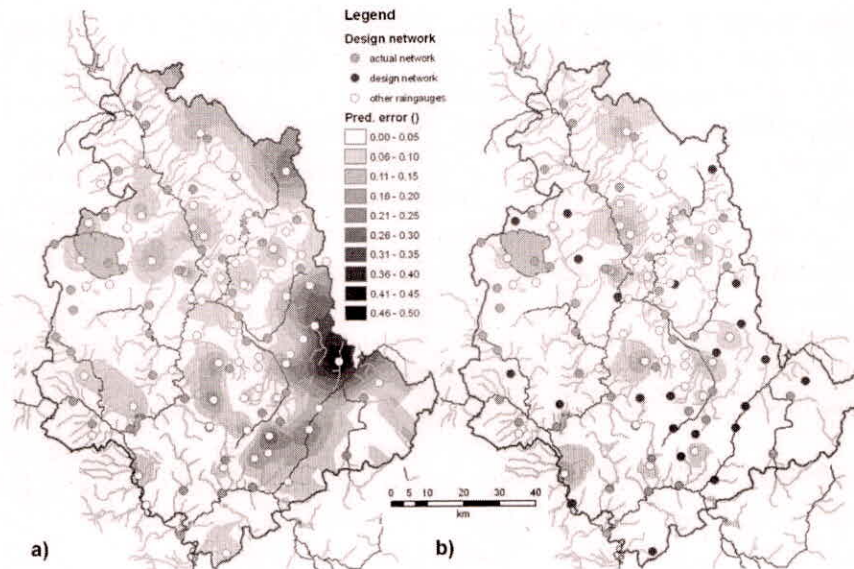 Legend
Design network
actual network
design network
other raingauges
Pred. error ()
0.00 - 0.05
0.06 - 0.10
0.11 - 0.15
0.16 - 0.20
0.21 - 0.25
0.26 - 0.30
0.31 - 0.35
0.36 - 0.40
0.41 - 0.45
0.46 - 0.50
0 5 10 20 30 40
km
a)
b)